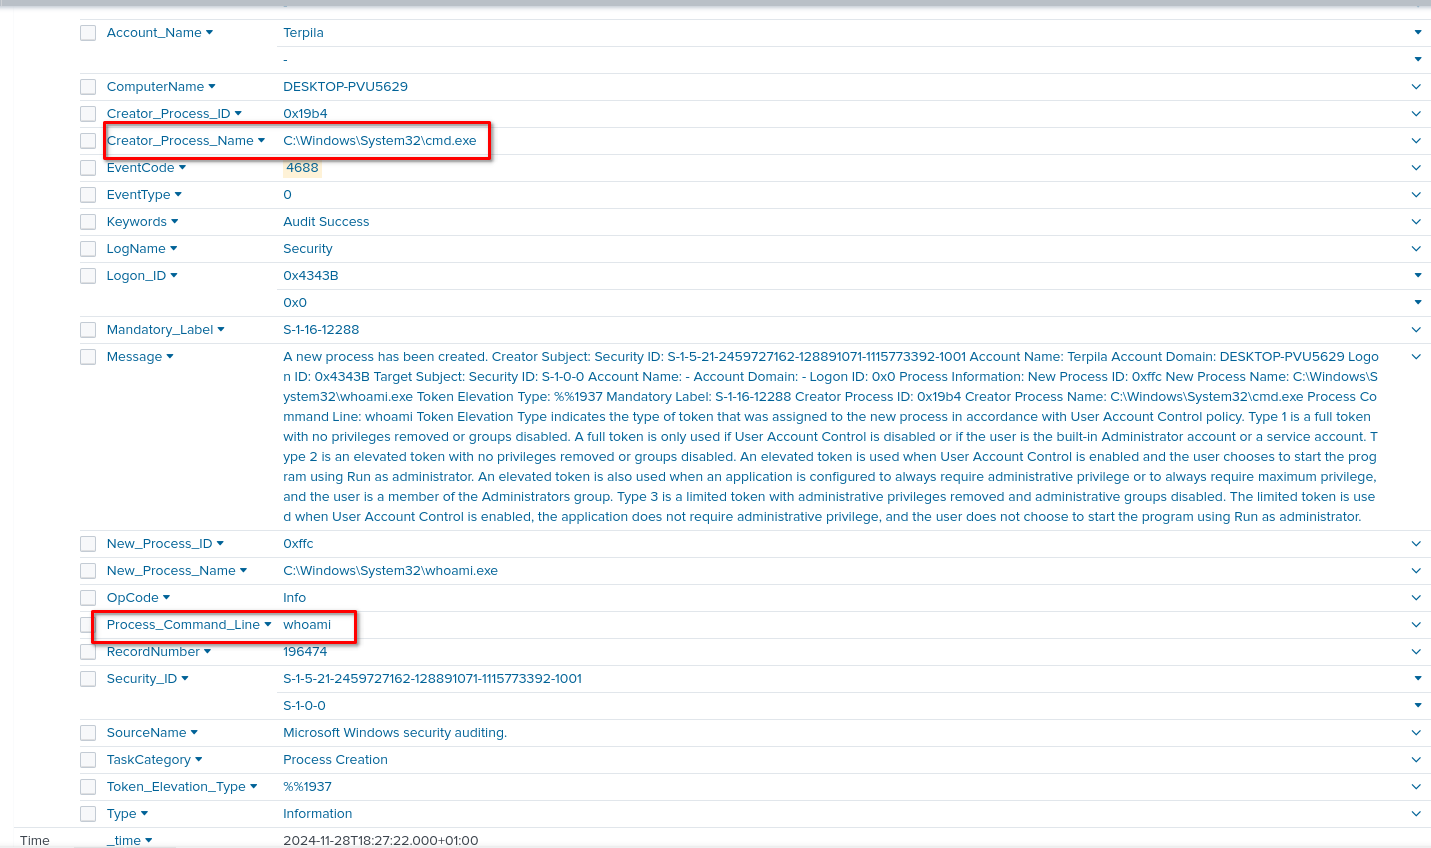 Account_Name Terpila
-
ComputerName DESKTOP-PVU5629
Creator_Process_ID 0x19b4
Creator_Process_Name C:\Windows\System32\cmd.exe
EventCode 4688
EventType 0
Keywords Audit Success
LogName Security
Logon_ID 0x4343B
0x0
Mandatory_Label S-1-16-12288
Message A new process has been created. Creator Subject: Security ID: S-1-5-21-2459727162-128891071-1115773392-1001 Account Name: Terpila Account Domain: DESKTOP-PVU5629 Logo
n ID: 0x4343B Target Subject: Security ID: S-1-0-0 Account Name: - Account Domain: - Logon ID: 0x0 Process Information: New Process ID: 0xffc New Process Name: C:\Windows\S
ystem32\whoami.exe Token Elevation Type: %%1937 Mandatory Label: S-1-16-12288 Creator Process ID: 0x19b4 Creator Process Name: C:\Windows\System32\cmd.exe Process Co
mmand Line: whoami Token Elevation Type indicates the type of token that was assigned to the new process in accordance with User Account Control policy. Type 1 is a full token
with no privileges removed or groups disabled. A full token is only used if User Account Control is disabled or if the user is the built-in Administrator account or a service account. T
ype 2 is an elevated token with no privileges removed or groups disabled. An elevated token is used when User Account Control is enabled and the user chooses to start the prog
ram using Run as administrator. An elevated token is also used when an application is configured to always require administrative privilege or to always require maximum privilege,
and the user is a member of the Administrators group. Type 3 is a limited token with administrative privileges removed and administrative groups disabled. The limited token is use
d when User Account Control is enabled, the application does not require administrative privilege, and the user does not choose to start the program using Run as administrator.
New_Process_ID 0xffc
New_Process_Name C:\Windows\System32\whoami.exe
OpCode Info
Process_Command_Line whoami
RecordNumber 196474
Security_ID S-1-5-21-2459727162-128891071-1115773392-1001
S-1-0-0
SourceName Microsoft Windows security auditing.
TaskCategory Process Creation
Token_Elevation_Type %%1937
Type Information
Time _time 2024-11-28T18:27:22.000+01:00